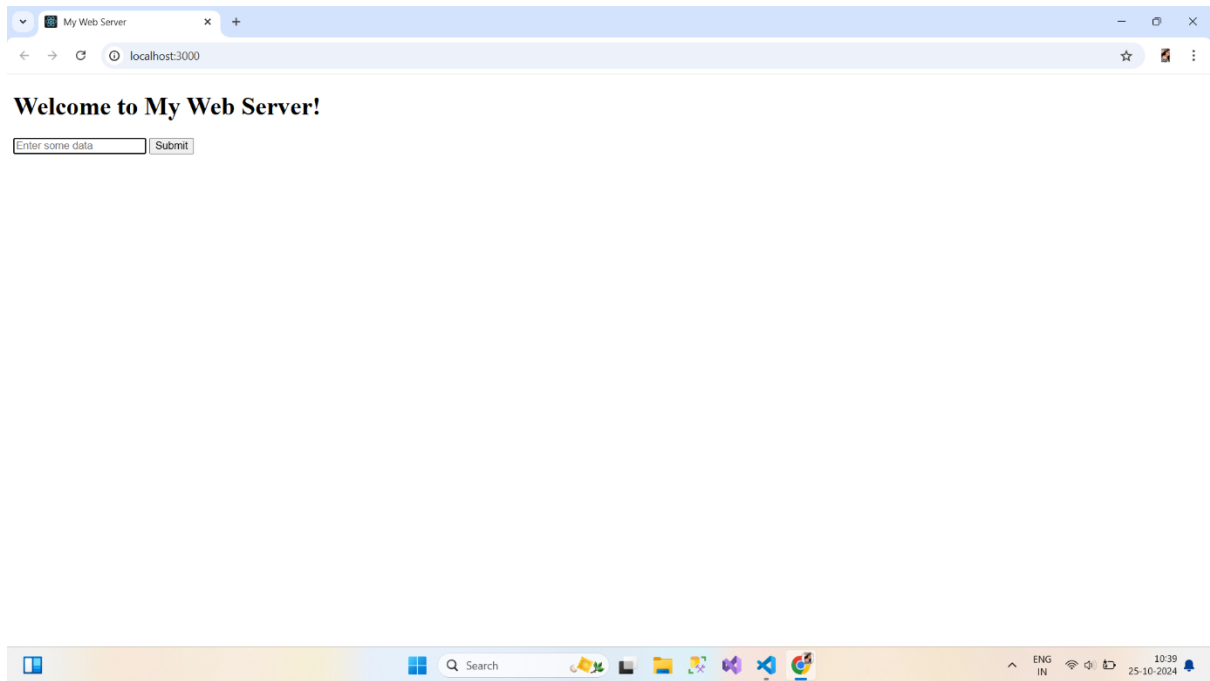 My Web Server
localhost:3000
Welcome to My Web Server!
Enter some data Submit
Search
ENG
IN
10:39
25-10-2024